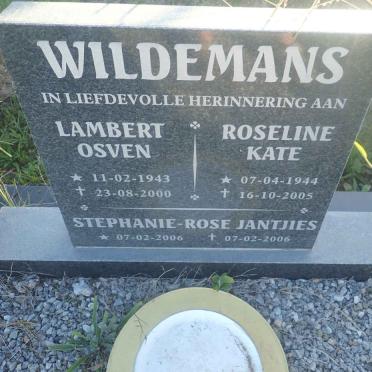 WILDEMANS
IN LIEFDEVOLLE HERINNERING AAN
LAMBERT OSVEN
★ 11-02-1943
✝ 23-08-2000
ROSELINE KATE
★ 07-04-1944
✝ 16-10-2005
STEPHANIE-ROSE JANTJIES
★ 07-02-2006 ✝ 07-02-2006